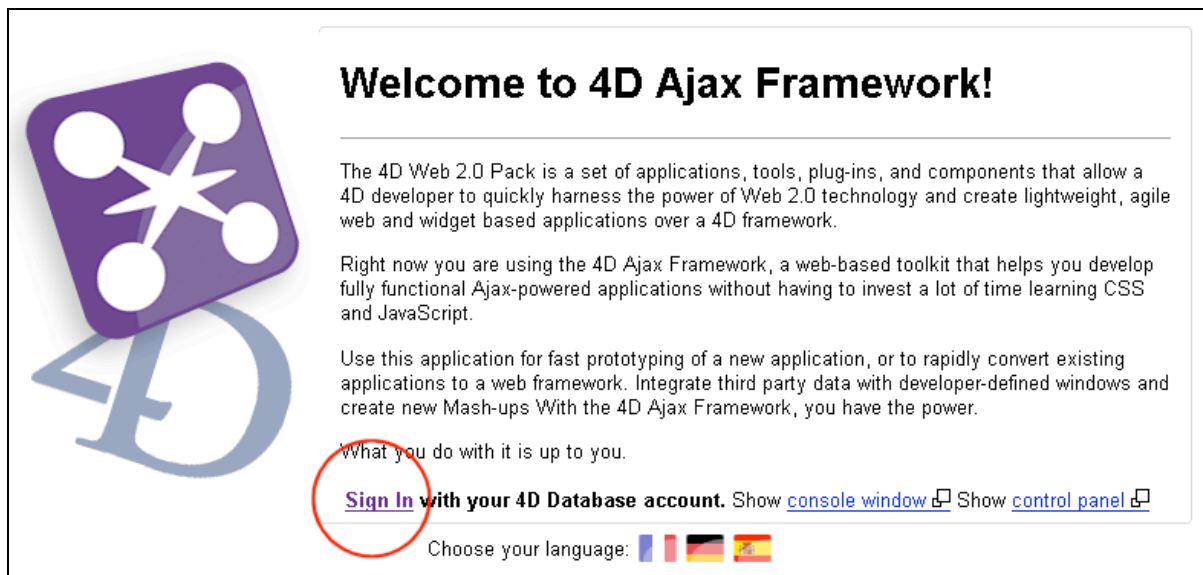 Welcome to 4D Ajax Framework!
The 4D Web 2.0 Pack is a set of applications, tools, plug-ins, and components that allow a
4D developer to quickly harness the power of Web 2.0 technology and create lightweight, agile
web and widget based applications over a 4D framework.
Right now you are using the 4D Ajax Framework, a web-based toolkit that helps you develop
fully functional Ajax-powered applications without having to invest a lot of time learning CSS
and JavaScript.
Use this application for fast prototyping of a new application, or to rapidly convert existing
applications to a web framework. Integrate third party data with developer-defined windows and
create new Mash-ups With the 4D Ajax Framework, you have the power.
What you do with it is up to you.
Sign In with your 4D Database account. Show console window Show control panel
Choose your language:
4D